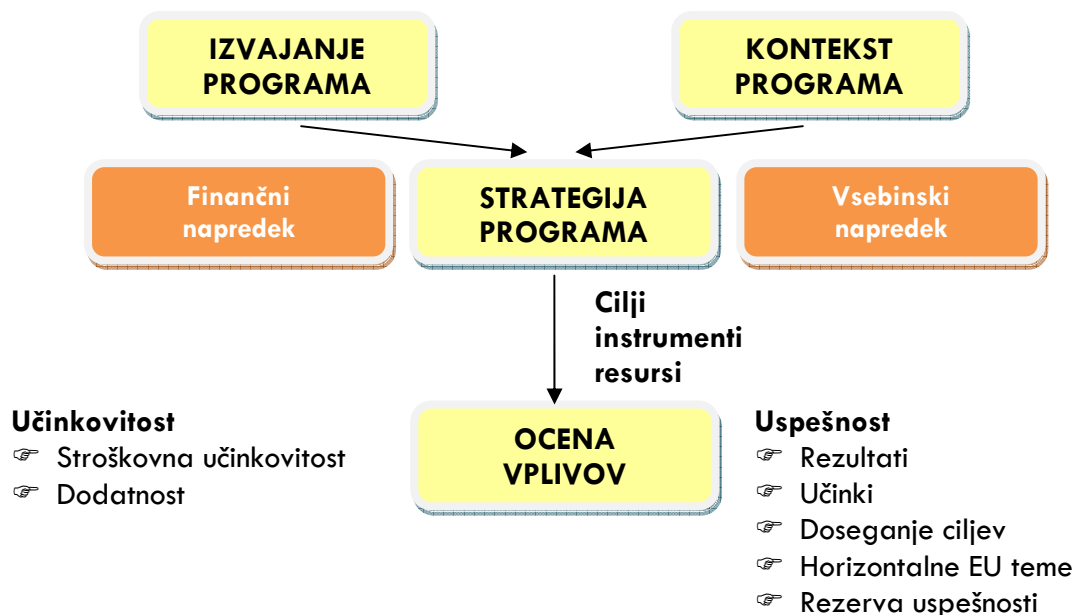 IZVAJANJE
PROGRAMA
KONTEKST
PROGRAMA
Finančni
napredek
STRATEGIJA
PROGRAMA
Vsebinski
napredek
Cilji
instrumenti
resursi
Učinkovitost
Stroškovna učinkovitost
Dodatnost
OCENA
VPLIVOV
Uspešnost
Rezultati
Učinki
Doseganje ciljev
Horizontalne EU teme
Rezerva uspešnosti